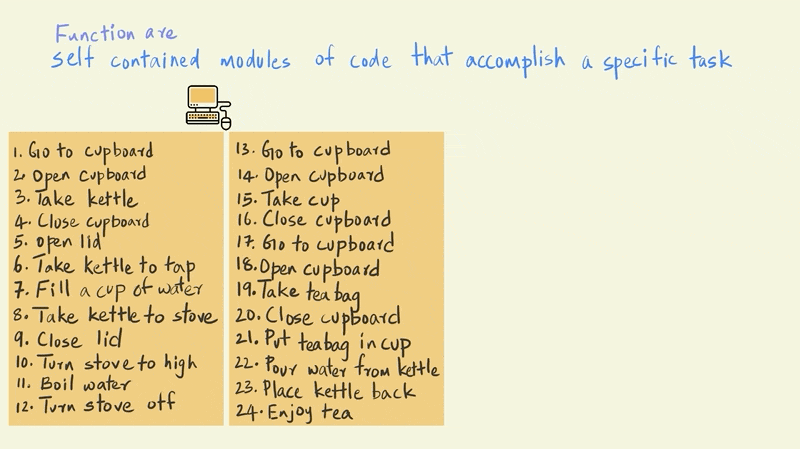 Function are
self contained modules of code that accomplish a specific task
1. Go to cupboard
2. Open cupboard
3. Take kettle
4. Close cupboard
5. open lid
6. Take kettle to tap
7. Fill a cup of water
8. Take kettle to stove
9. Close lid
10. Turn stove to high
11. Boil water
12. Turn stove off
13. Go to cupboard
14. Open cupboard
15. Take cup
16. Close cupboard
17. Go to cupboard
18. Open cupboard
19. Take teabag
20. Close cupboard
21. Put teabag in cup
22. Pour water from kettle
23. Place kettle back
24. Enjoy tea